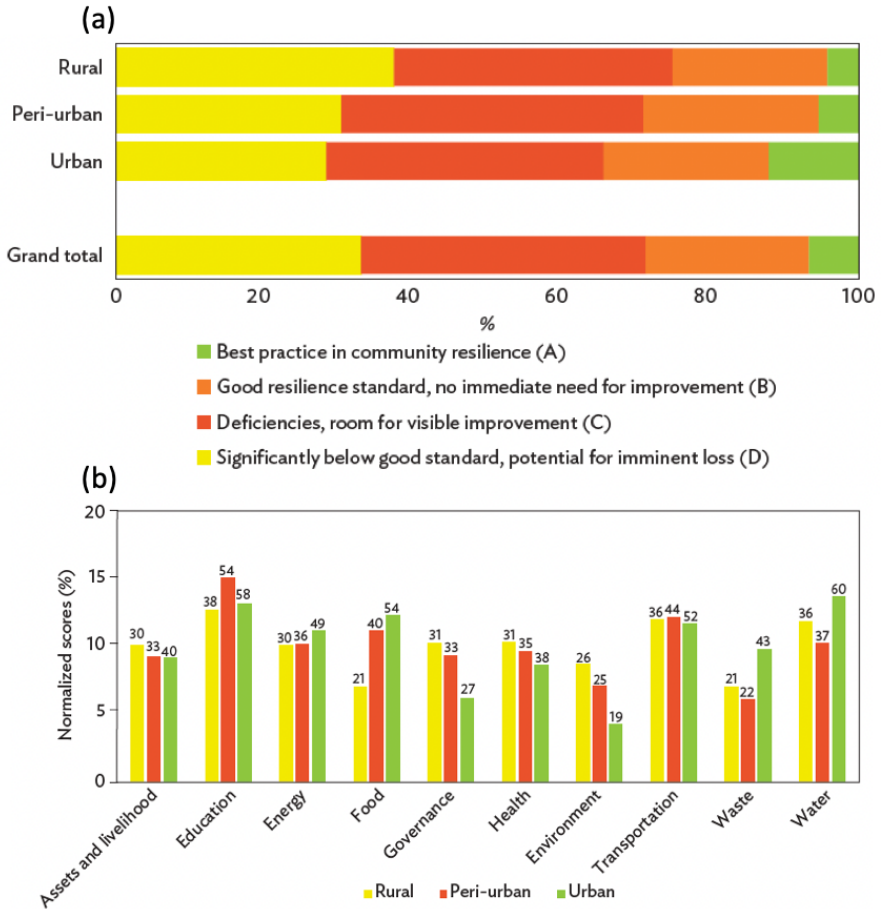 (a)
Rural
Peri-urban
Urban
Grand total
0 20 40 60 80 100
%
Best practice in community resilience (A)
Good resilience standard, no immediate need for improvement (B)
Deficiencies, room for visible improvement (C)
Significantly below good standard, potential for imminent loss (D)
(b)
Normalized scores (%)
20
15
10
5
0
30 33 40
38 54 58
30 36 49
21 40 54
31 33 27
31 35 38
26 25 19
36 44 52
21 22 43
36 37 60
Assets and livelihood
Education
Energy
Food
Governance
Health
Environment
Transportation
Waste
Water
Rural Peri-urban Urban